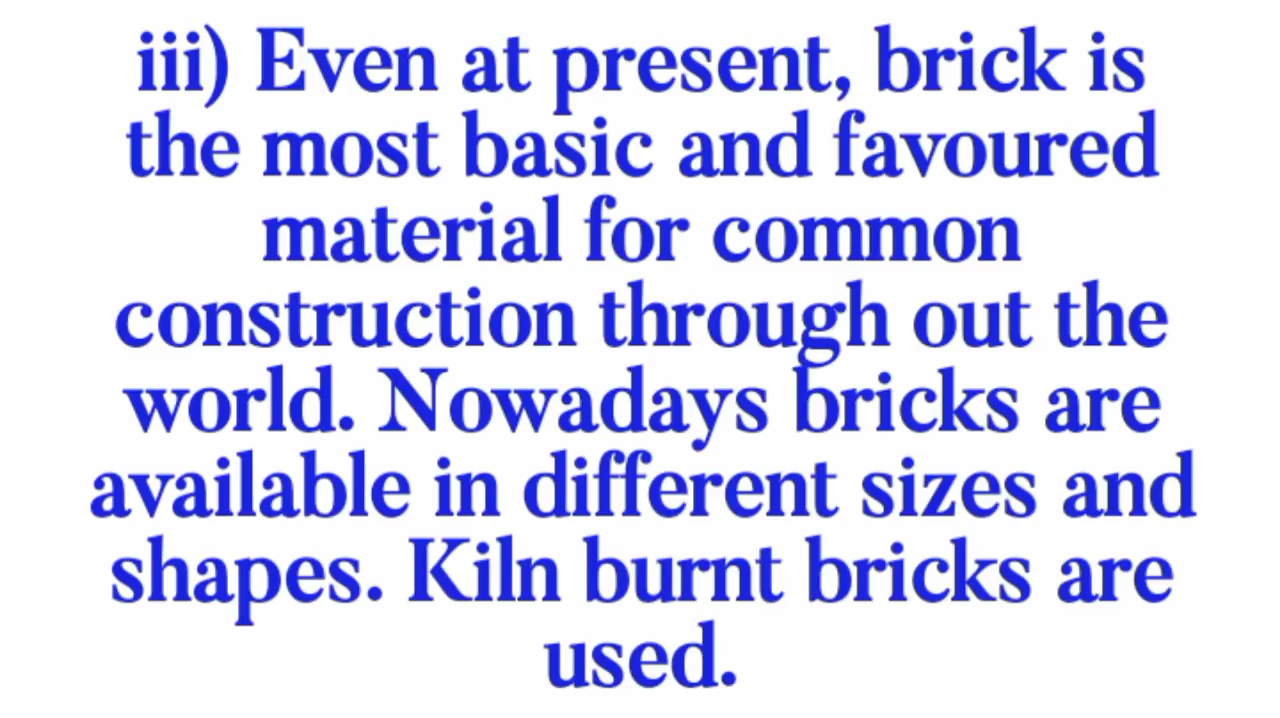 iii) Even at present, brick is
the most basic and favoured
material for common
construction through out the
world. Nowadays bricks are
available in different sizes and
shapes. Kiln burnt bricks are
used.